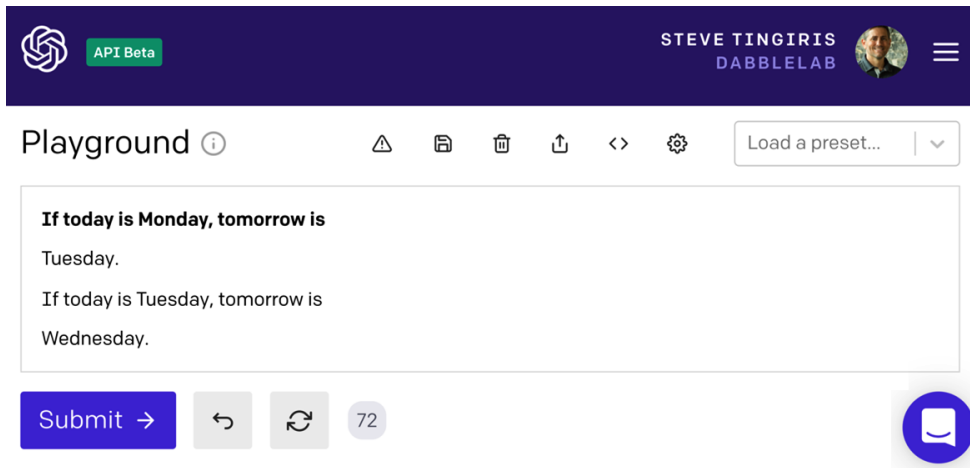 API Beta
STEVE TINGIRIS
DABBLELAB
Playground
Load a preset...
If today is Monday, tomorrow is
Tuesday.
If today is Tuesday, tomorrow is
Wednesday.
Submit
72